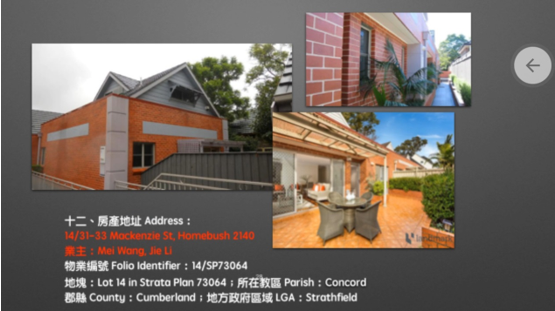 十二、房產地址 Address：
14/31-33 Mackenzie St, Homebush 2140
業主：Mei Wang, Jie Li
物業編號 Folio Identifier：14/SP73064
地塊：Lot 14 in Strata Plan 73064；所在教區 Parish：Concord
郡縣 County：Cumberland；地方政府區域 LGA：Strathfield